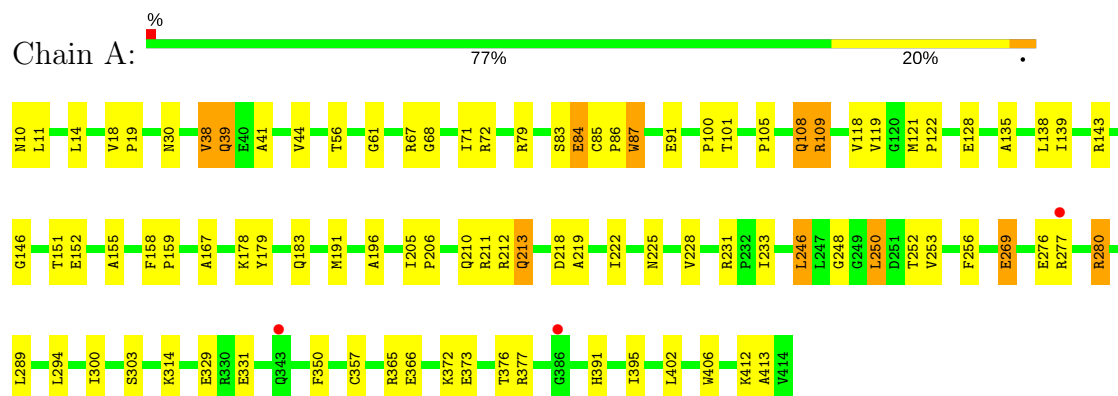 %
Chain A:
77% 20% •
N10 L11 L14 V18 P19 N30 V38 Q39 E40 A41 V44 T56 G61 R67 G68 I71 R72 R79 S83 E84 C85 P86 W87 E91 P100 T101 P105 Q108 R109 V118 V119 G120 M121 P122 E128 A135 L138 I139 R143
G146 T151 E152 A155 F158 P159 A167 K178 Y179 Q183 M191 A196 I205 P206 Q210 R211 R212 Q213 D218 A219 I222 N225 V228 R231 P232 I233 L246 L247 G248 G249 L250 D251 T252 V253 F256 E269 E276 R277 R280
L289 L294 I300 S303 K314 E329 R330 E331 Q343 F350 C357 R365 E366 K372 E373 T376 R377 G386 H391 I395 L402 W406 K412 A413 V414